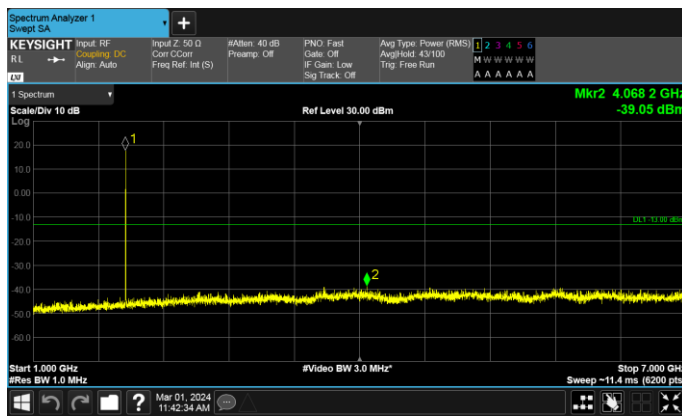 Spectrum Analyzer 1
Swept SA
+
KEYSIGHT
RL
LXI
Input: RF
Coupling: DC
Align: Auto
Input Z: 50 Ω
Corr CCorr
Freq Ref: Int (S)
#Atten: 40 dB
Preamp: Off
PNO: Fast
Gate: Off
IF Gain: Low
Sig Track: Off
Avg Type: Power (RMS)
Avg|Hold: 43/100
Trig: Free Run
1 2 3 4 5 6
M W W W W W
A A A A A A
1 Spectrum
Mkr2 4.068 2 GHz
Scale/Div 10 dB
Ref Level 30.00 dBm
-39.05 dBm
Log
1
20.0
10.0
0.00
-10.0
DL1 -13.00 dBm
-20.0
-30.0
2
-40.0
-50.0
-60.0
Start 1.000 GHz
#Video BW 3.0 MHz*
Stop 7.000 GHz
#Res BW 1.0 MHz
Sweep ~11.4 ms (6200 pts)
?
Mar 01, 2024
11:42:34 AM